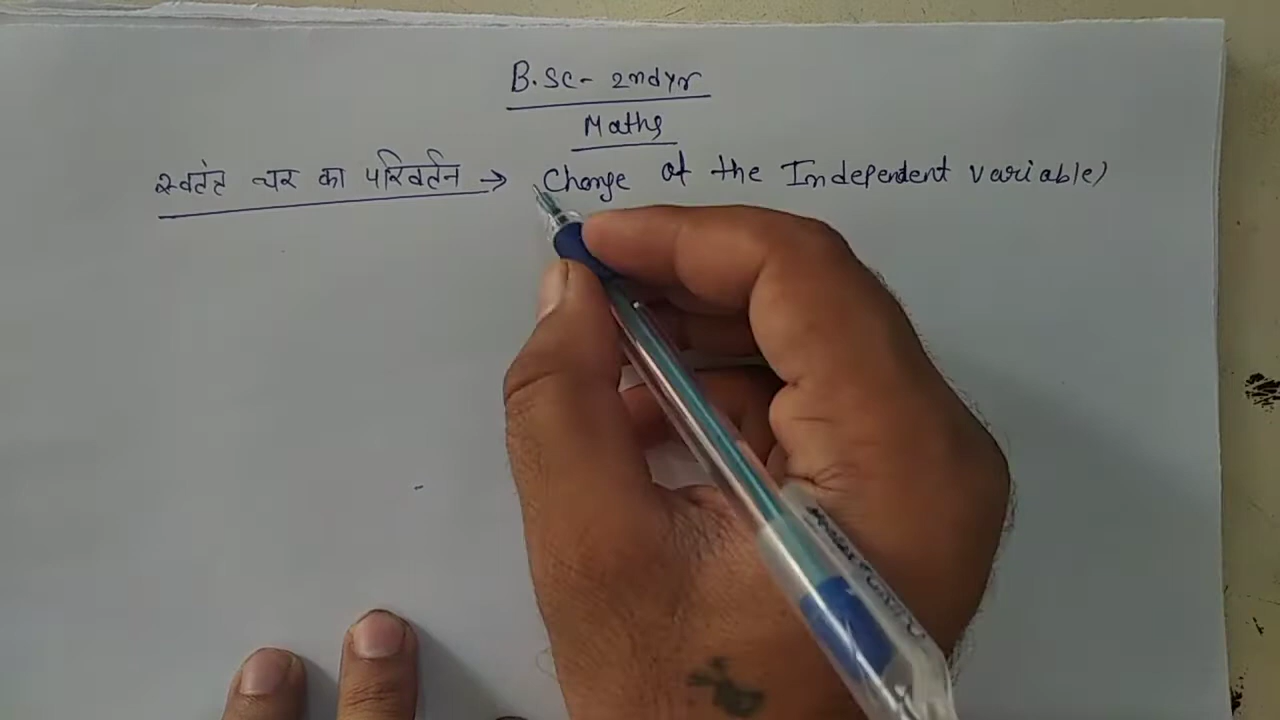 B.SC- 2nd yr
Maths
स्वतंत्र चर का परिवर्तन → Change of the Independent variable)